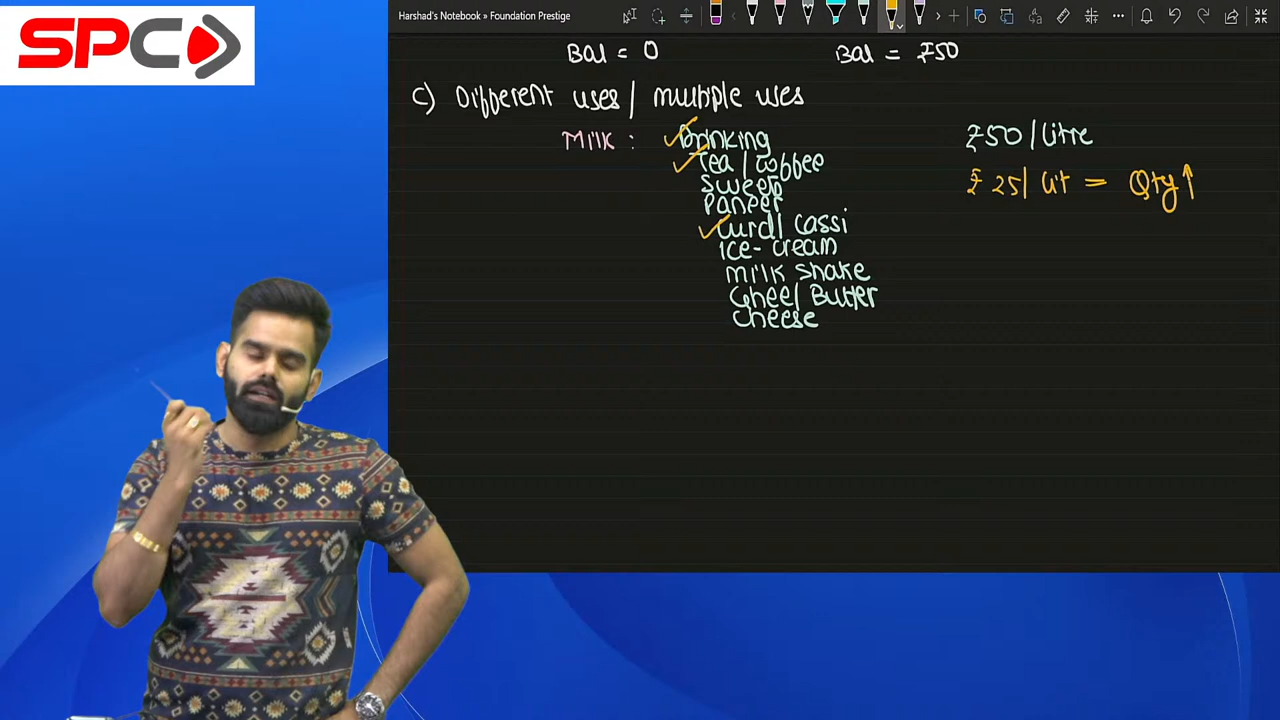 SPC
Harshad's Notebook » Foundation Prestige
Bal = 0
Bal = ₹50
c) Different uses / multiple uses
Milk : Drinking
₹50/litre
Tea / Coffee
₹ 25/ Lit = Qty ↑
Sweets
Paneer
Curd/ Lassi
Ice-cream
Milk shake
Ghee/ Butter
Cheese